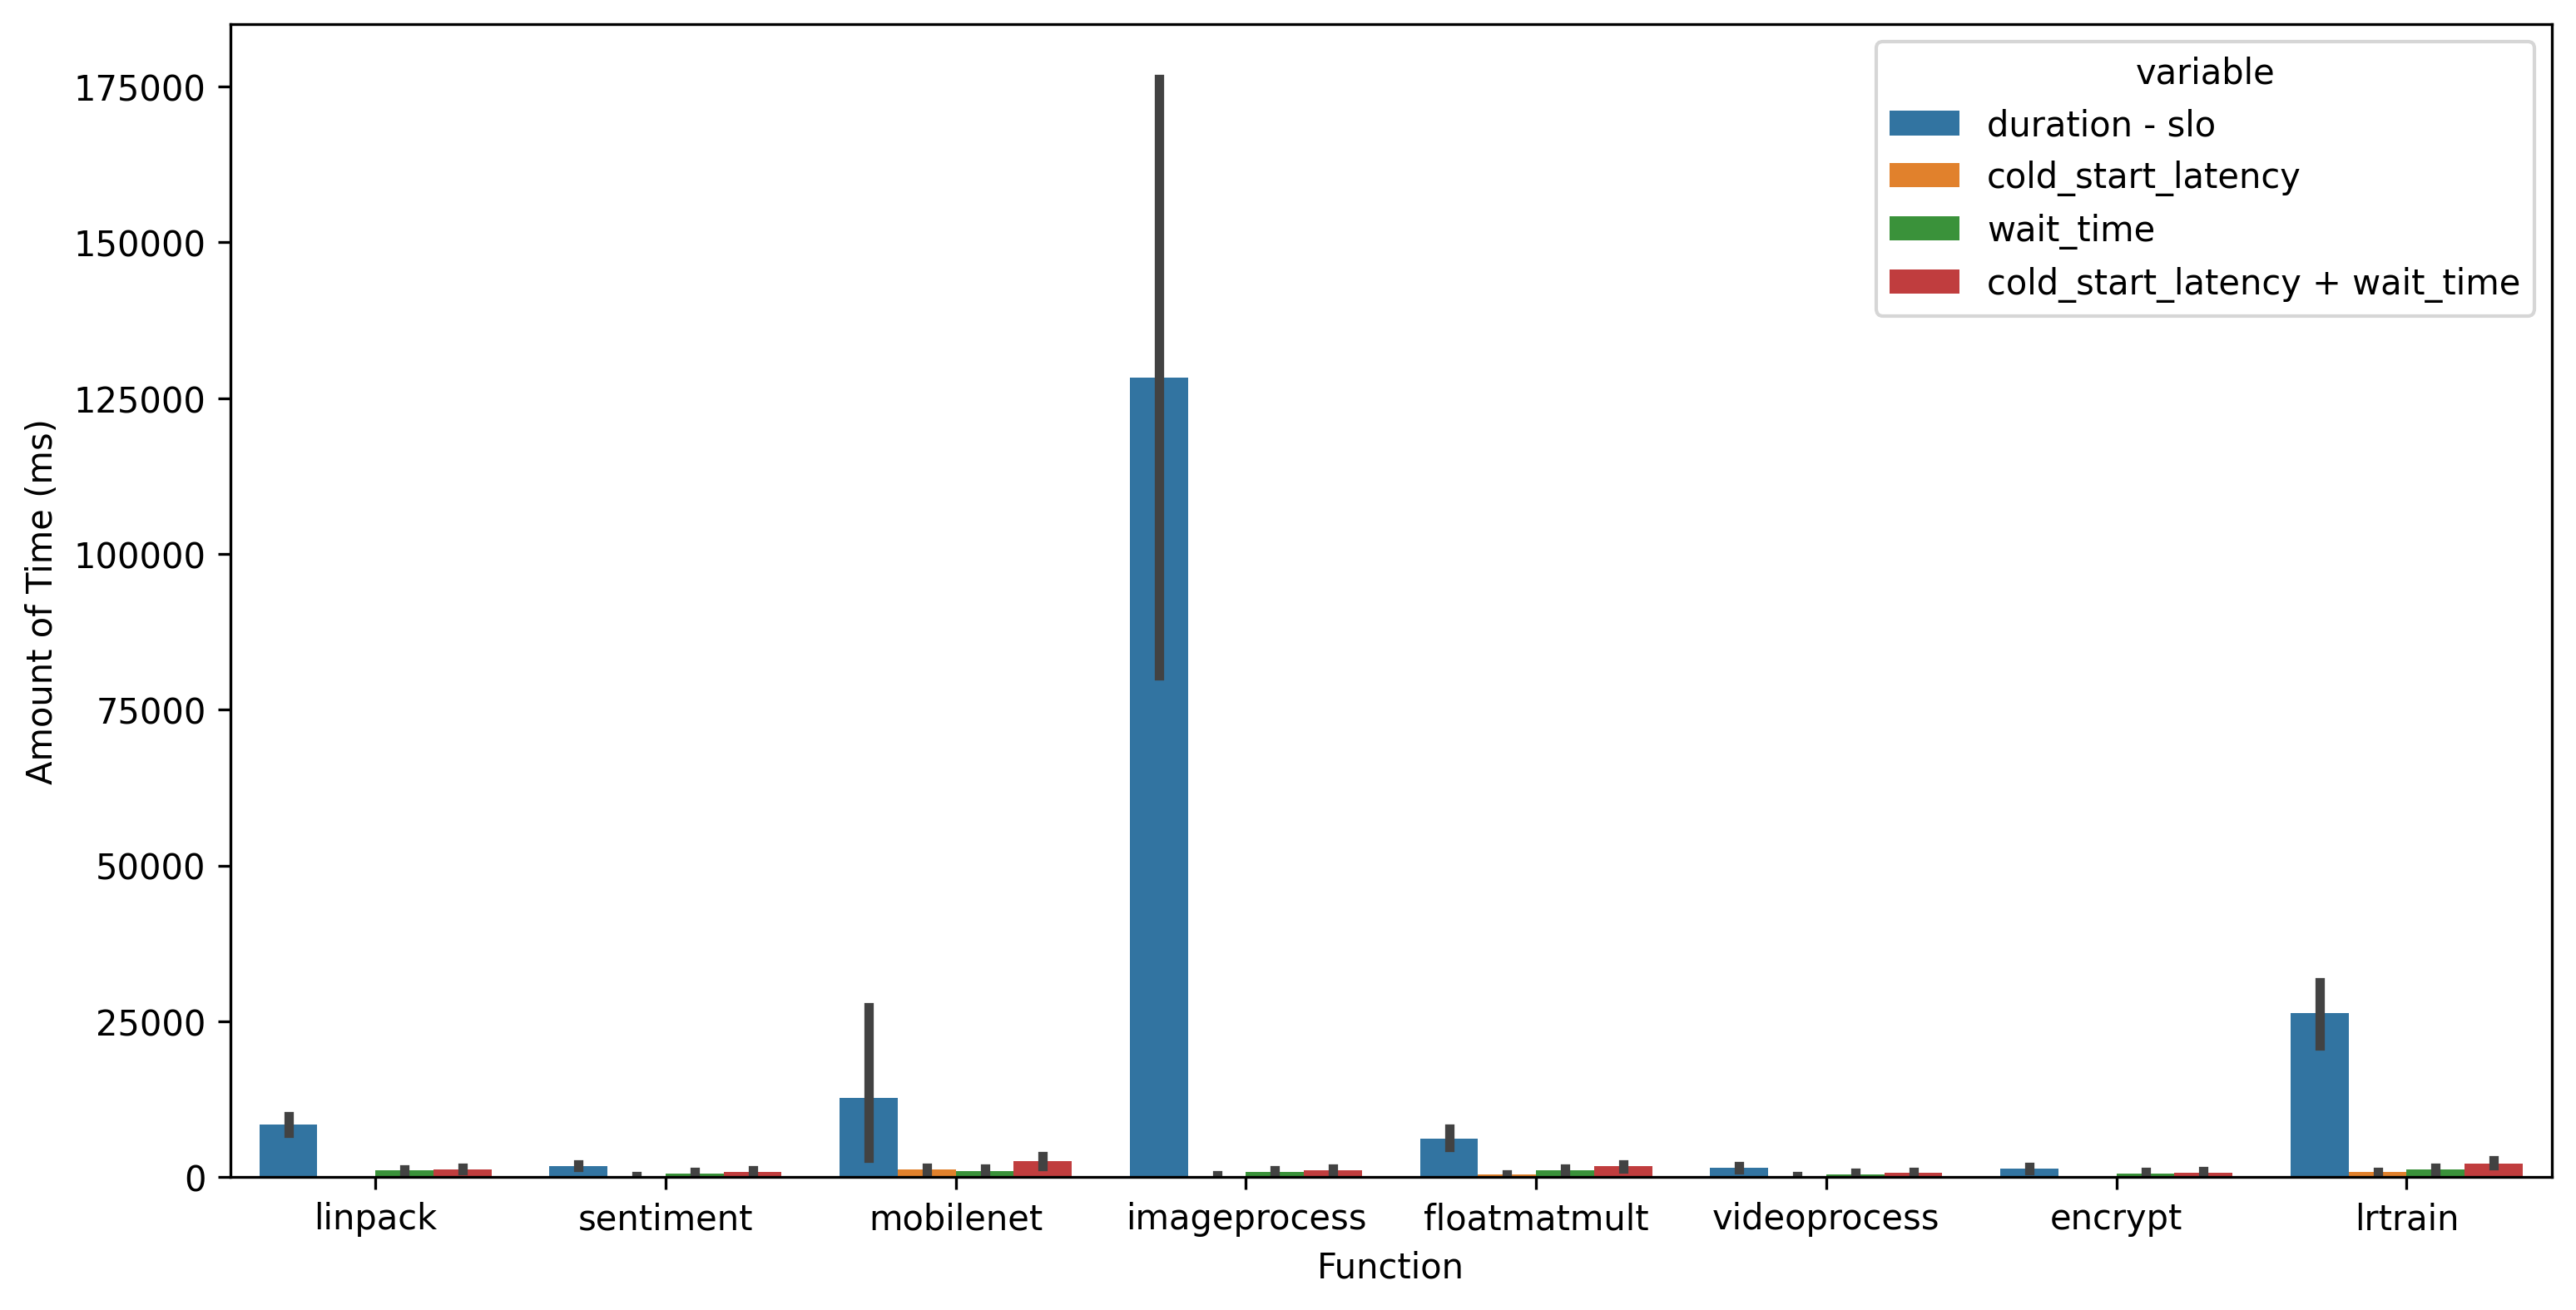 175000
150000
125000
100000
75000
50000
25000
0
Amount of Time (ms)
variable
duration - slo
cold_start_latency
wait_time
cold_start_latency + wait_time
linpack
sentiment
mobilenet
imageprocess
floatmatmult
videoprocess
encrypt
lrtrain
Function